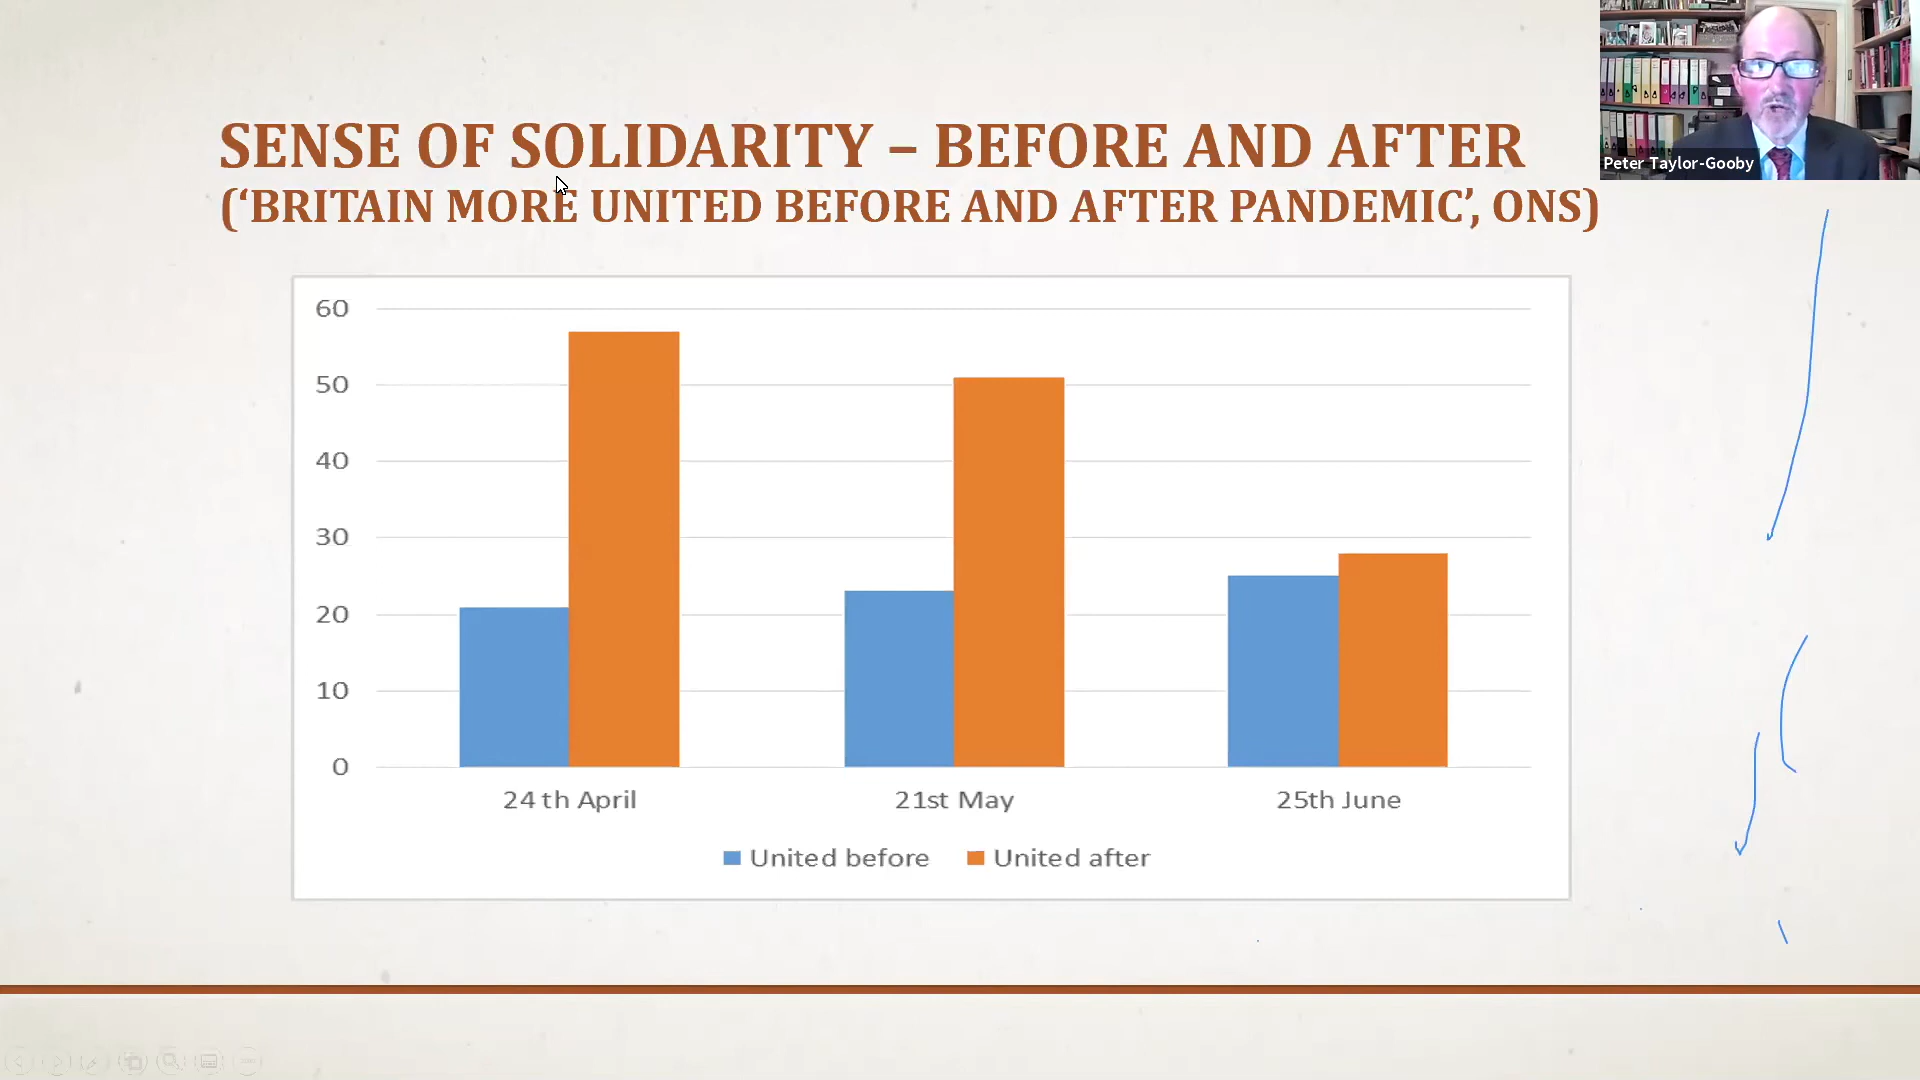 SENSE OF SOLIDARITY – BEFORE AND AFTER
(‘BRITAIN MORE UNITED BEFORE AND AFTER PANDEMIC’, ONS)
Peter Taylor-Gooby
60
50
40
30
20
10
0
24 th April
21st May
25th June
United before
United after